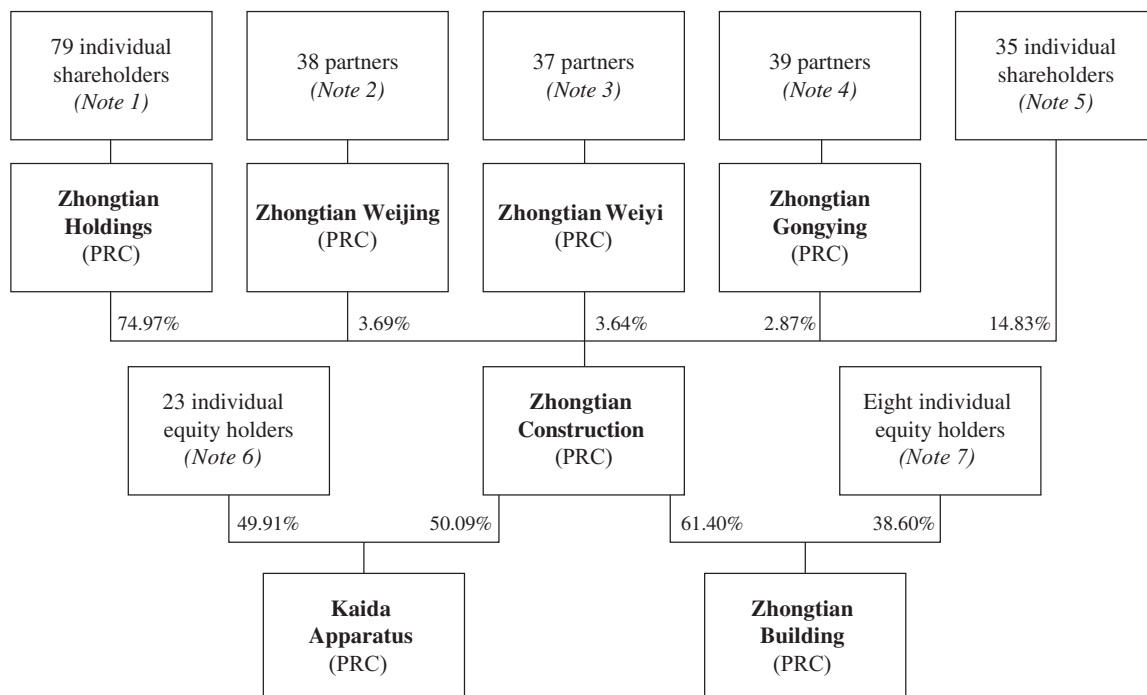 79 individual
shareholders
(Note 1)
38 partners
(Note 2)
37 partners
(Note 3)
39 partners
(Note 4)
35 individual
shareholders
(Note 5)
Zhongtian
Holdings
(PRC)
Zhongtian Weijing
(PRC)
Zhongtian Weiyi
(PRC)
Zhongtian
Gongying
(PRC)
74.97%
3.69%
3.64%
2.87%
14.83%
23 individual
equity holders
(Note 6)
Zhongtian
Construction
(PRC)
Eight individual
equity holders
(Note 7)
49.91%
50.09%
61.40%
38.60%
Kaida
Apparatus
(PRC)
Zhongtian
Building
(PRC)